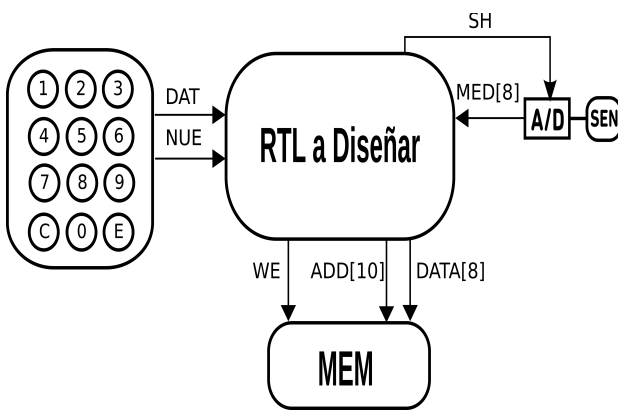 SH
1 2 3
4 5 6
7 8 9
C 0 E
DAT
NUE
RTL a Diseñar
MED[8]
A/D
SEN
WE
ADD[10]
DATA[8]
MEM